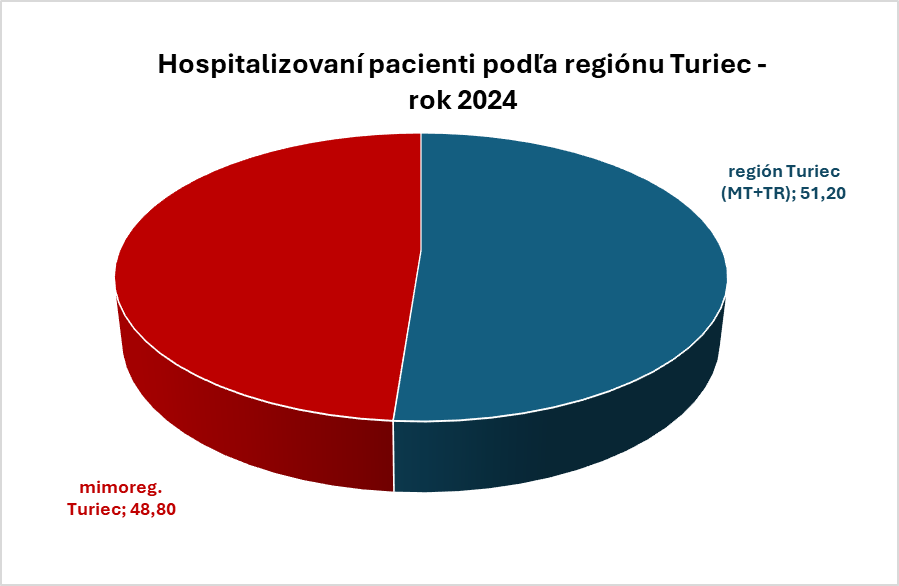 Hospitalizovaní pacienti podľa regiónu Turiec -
rok 2024
región Turiec
(MT+TR); 51,20
mimoreg.
Turiec; 48,80